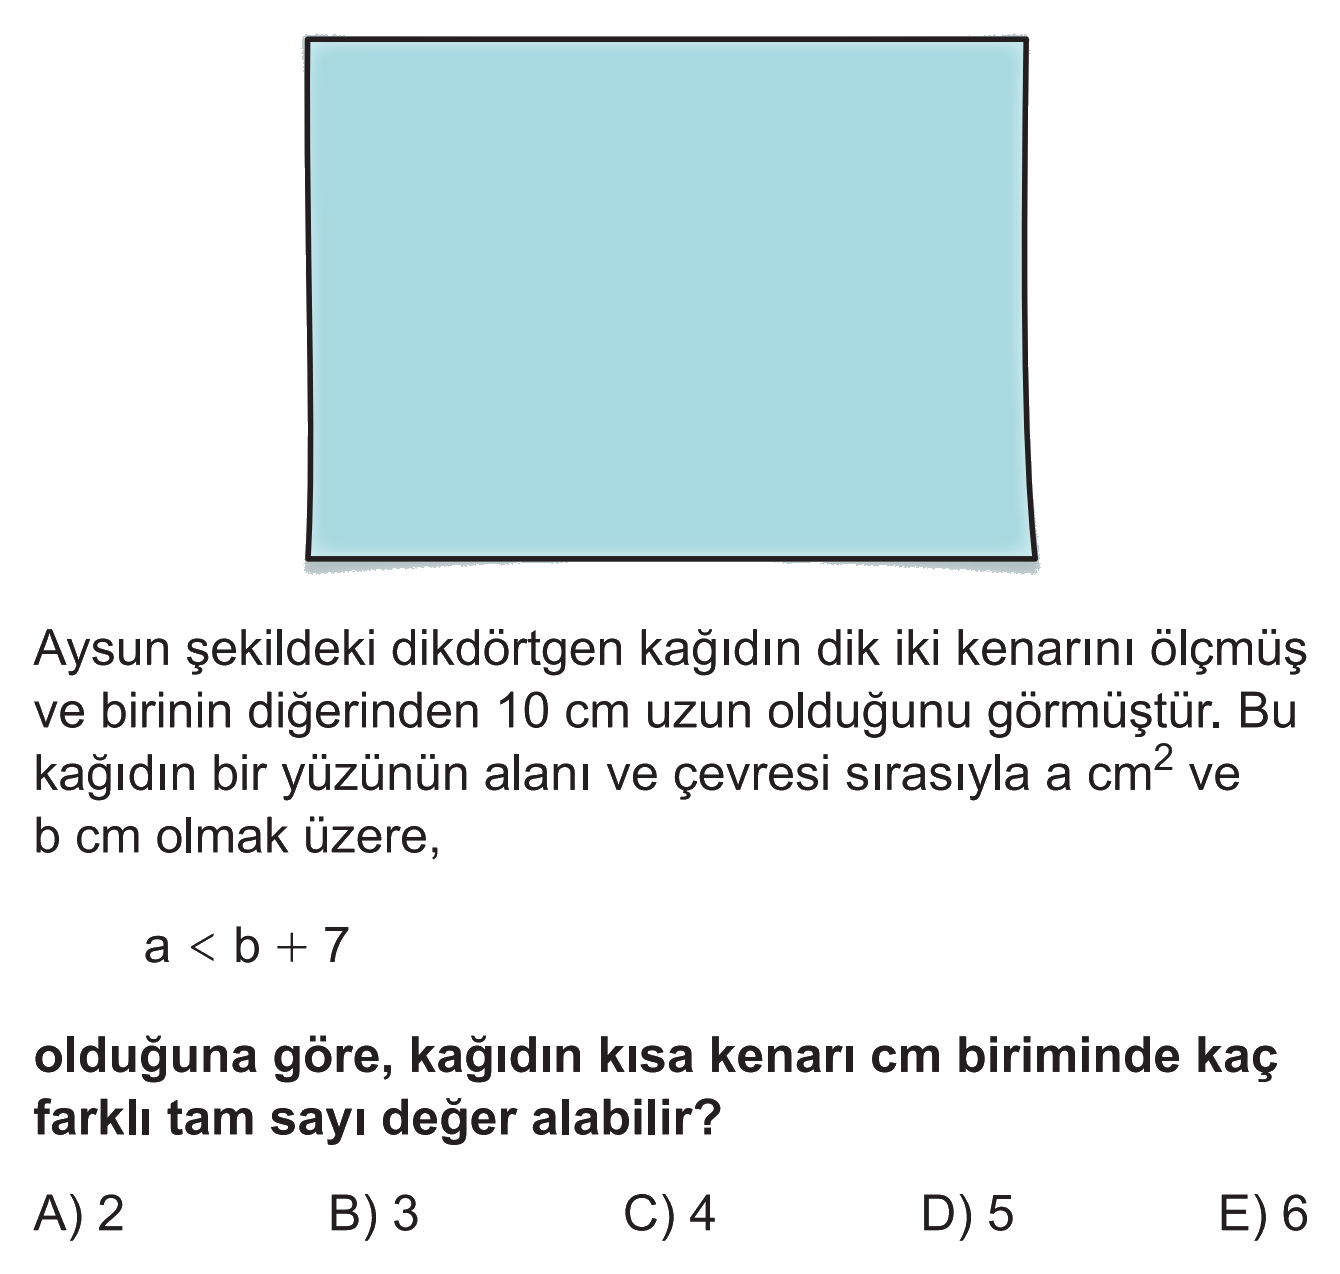 Aysun şekildeki dikdörtgen kağıdın dik iki kenarını ölçmüş
ve birinin diğerinden 10 cm uzun olduğunu görmüştür. Bu
kağıdın bir yüzünün alanı ve çevresi sırasıyla a cm² ve
b cm olmak üzere,
a < b + 7
olduğuna göre, kağıdın kısa kenarı cm biriminde kaç
farklı tam sayı değer alabilir?
A) 2 B) 3 C) 4 D) 5 E) 6